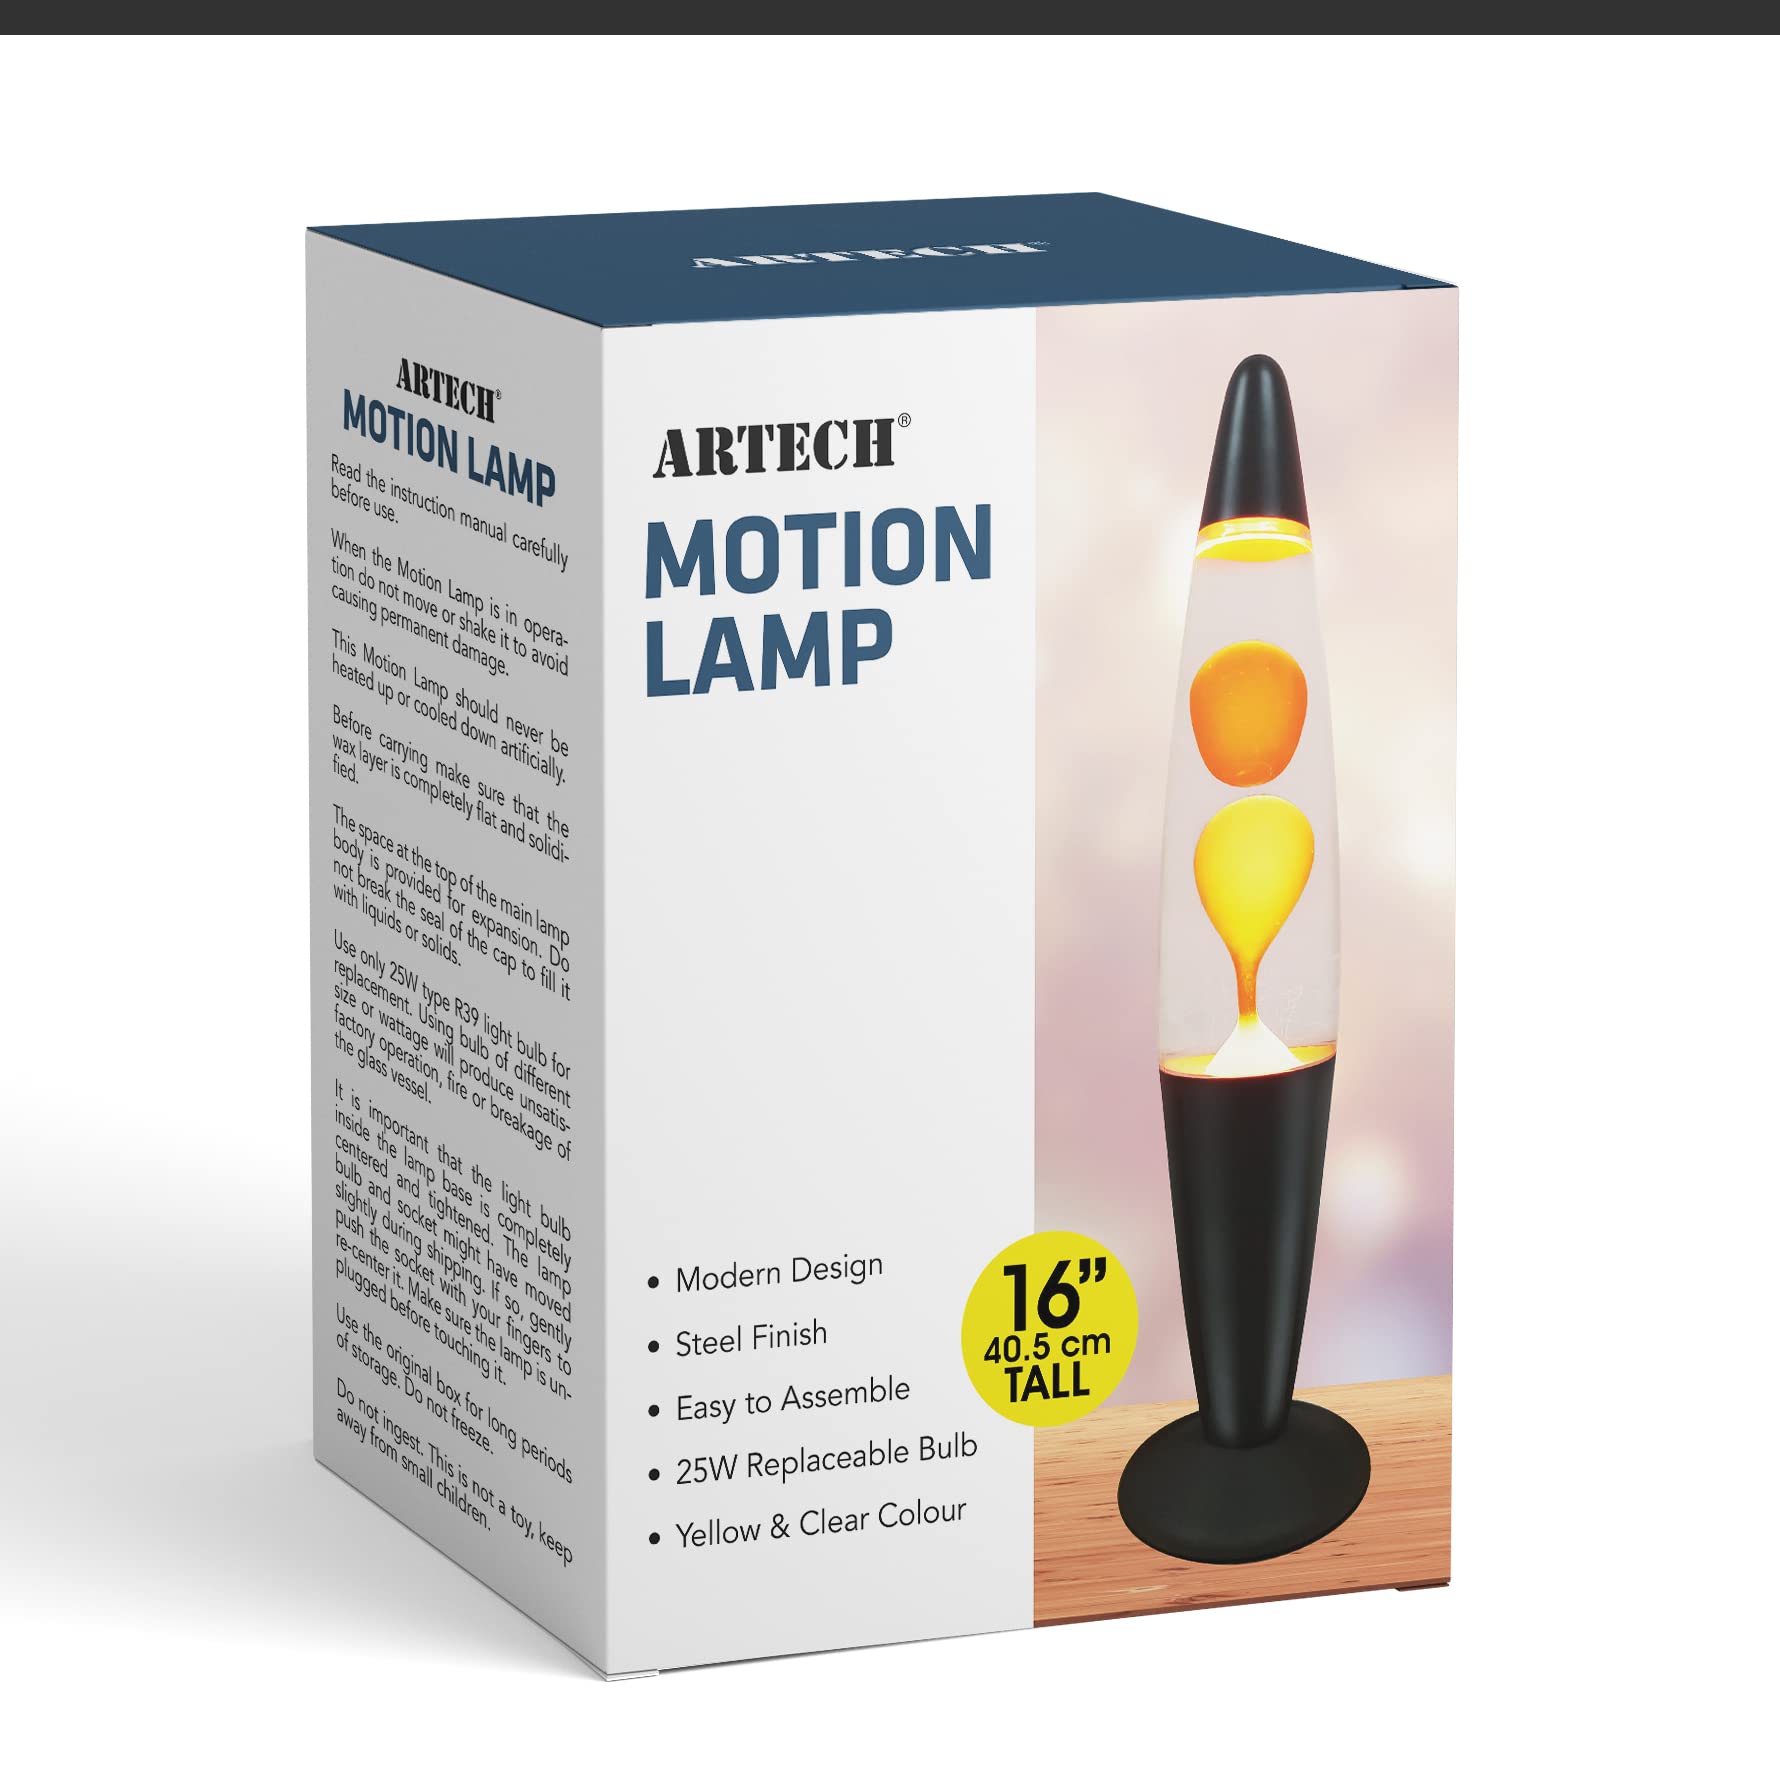 ARTECH®
ARTECH®
MOTION LAMP
Read the instruction manual carefully
before use.
When the Motion Lamp is in opera-
tion do not move or shake it to avoid
causing permanent damage.
This Motion Lamp should never be
heated up or cooled down artificially.
Before carrying make sure that the
wax layer is completely flat and solidi-
fied.
The space at the top of the main lamp
body is provided for expansion. Do
not break the seal of the cap to fill it
with liquids or solids.
Use only 25W type R39 light bulb for
replacement. Using bulb of different
size or wattage will produce unsatis-
factory operation, fire or breakage of
the glass vessel.
It is important that the light bulb
inside the lamp base is completely
centered and tightened. The lamp
bulb and socket might have moved
slightly during shipping. If so, gently
push the socket with your fingers to
re-center it. Make sure the lamp is un-
plugged before touching it.
Use the original box for long periods
of storage. Do not freeze.
Do not ingest. This is not a toy, keep
away from small children.
ARTECH®
MOTION
LAMP
• Modern Design
• Steel Finish
• Easy to Assemble
• 25W Replaceable Bulb
• Yellow & Clear Colour
16”
40.5 cm
TALL